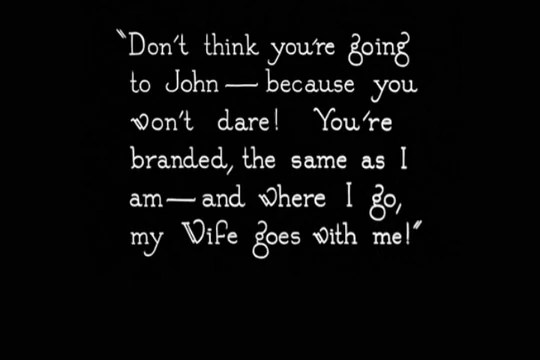 "Don't think you're going
to John — because you
won't dare! You're
branded, the same as I
am — and where I go,
my Wife goes with me!"